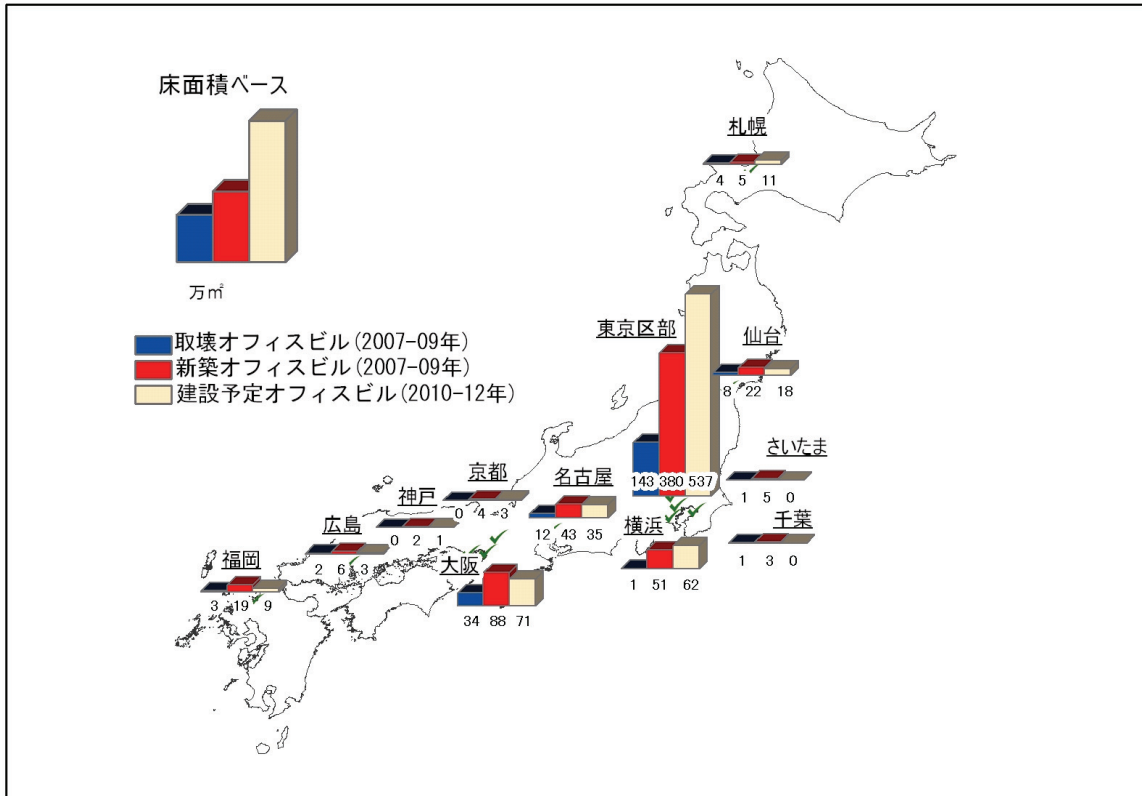 床面積ベース
万㎡
取壊オフィスビル(2007-09年)
新築オフィスビル(2007-09年)
建設予定オフィスビル(2010-12年)
札幌
4 5 11
東京区部
143 380 537
仙台
8 22 18
さいたま
1 5 0
千葉
1 3 0
横浜
1 51 62
名古屋
12 43 35
京都
0 4 3
神戸
0 2 1
大阪
34 88 71
広島
2 6 3
福岡
3 19 9